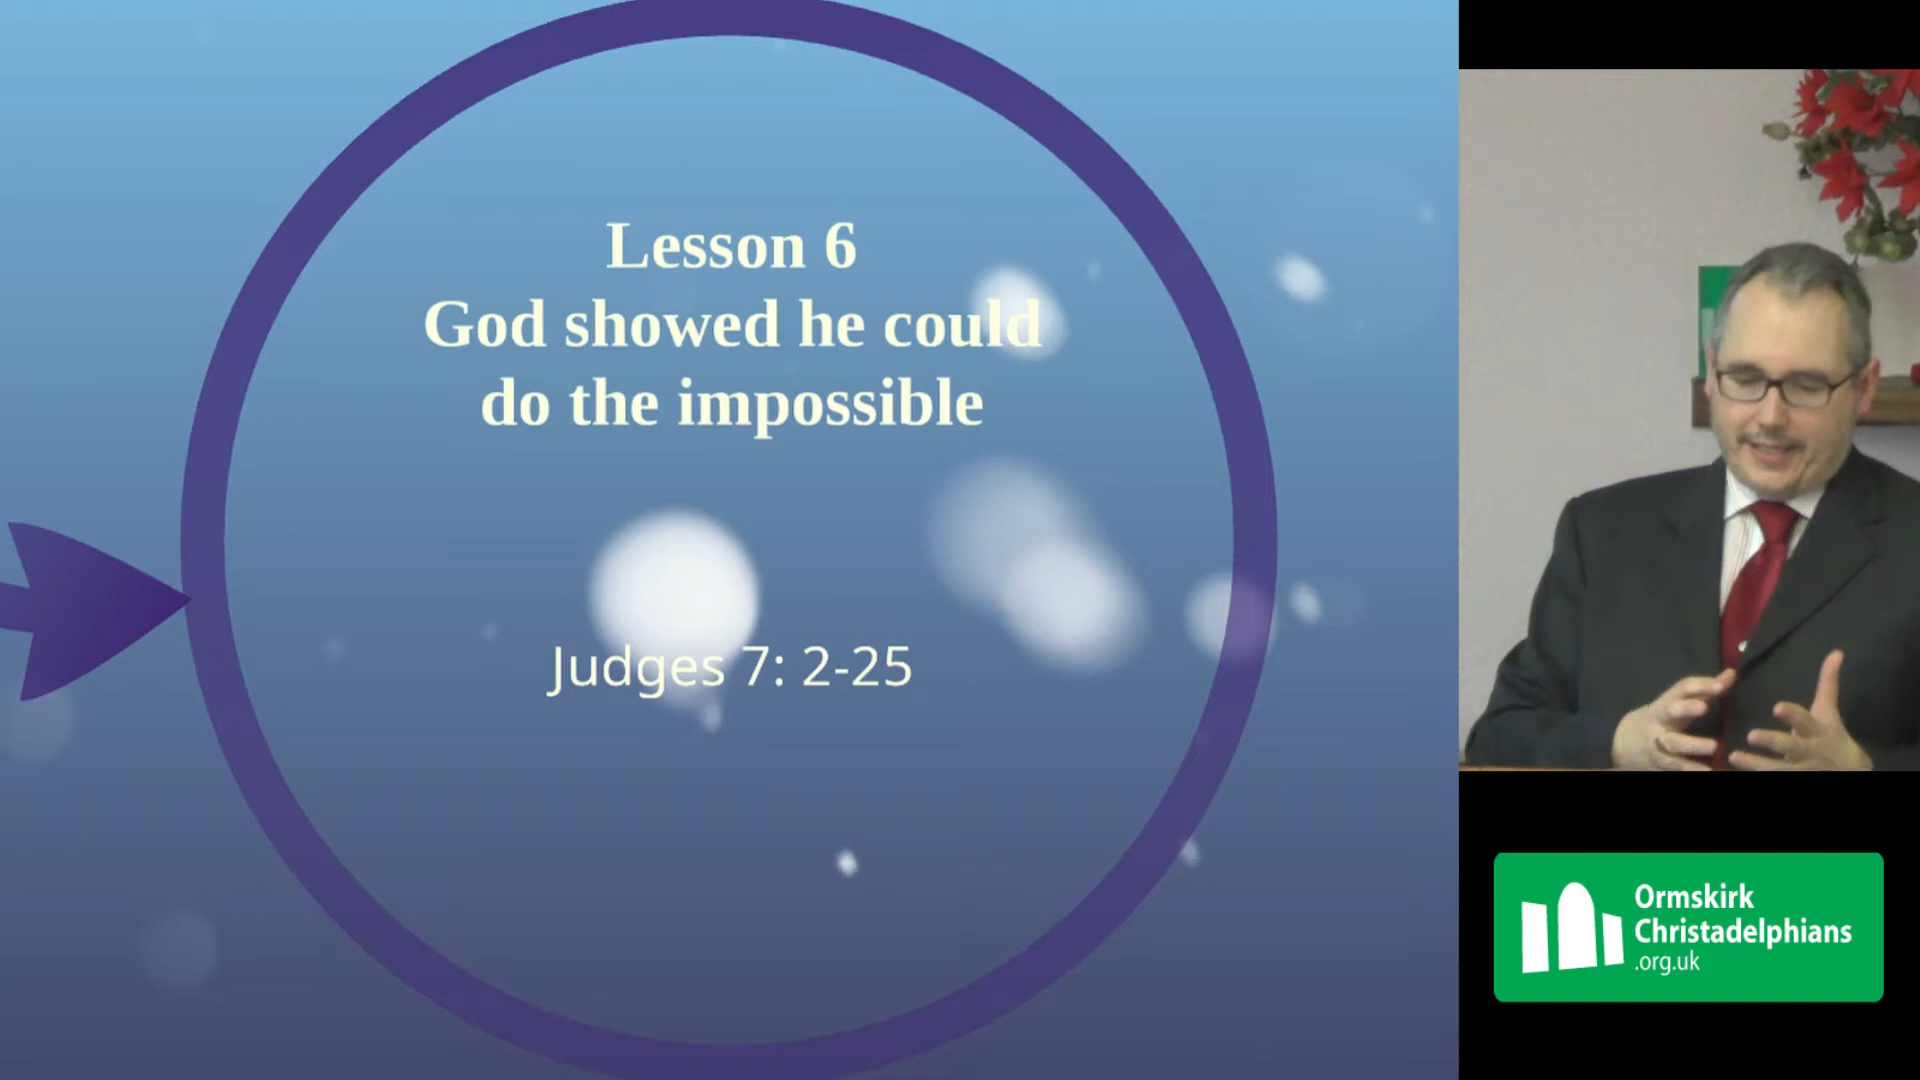 Lesson 6
God showed he could
do the impossible
Judges 7: 2-25
Ormskirk
Christadelphians
.org.uk